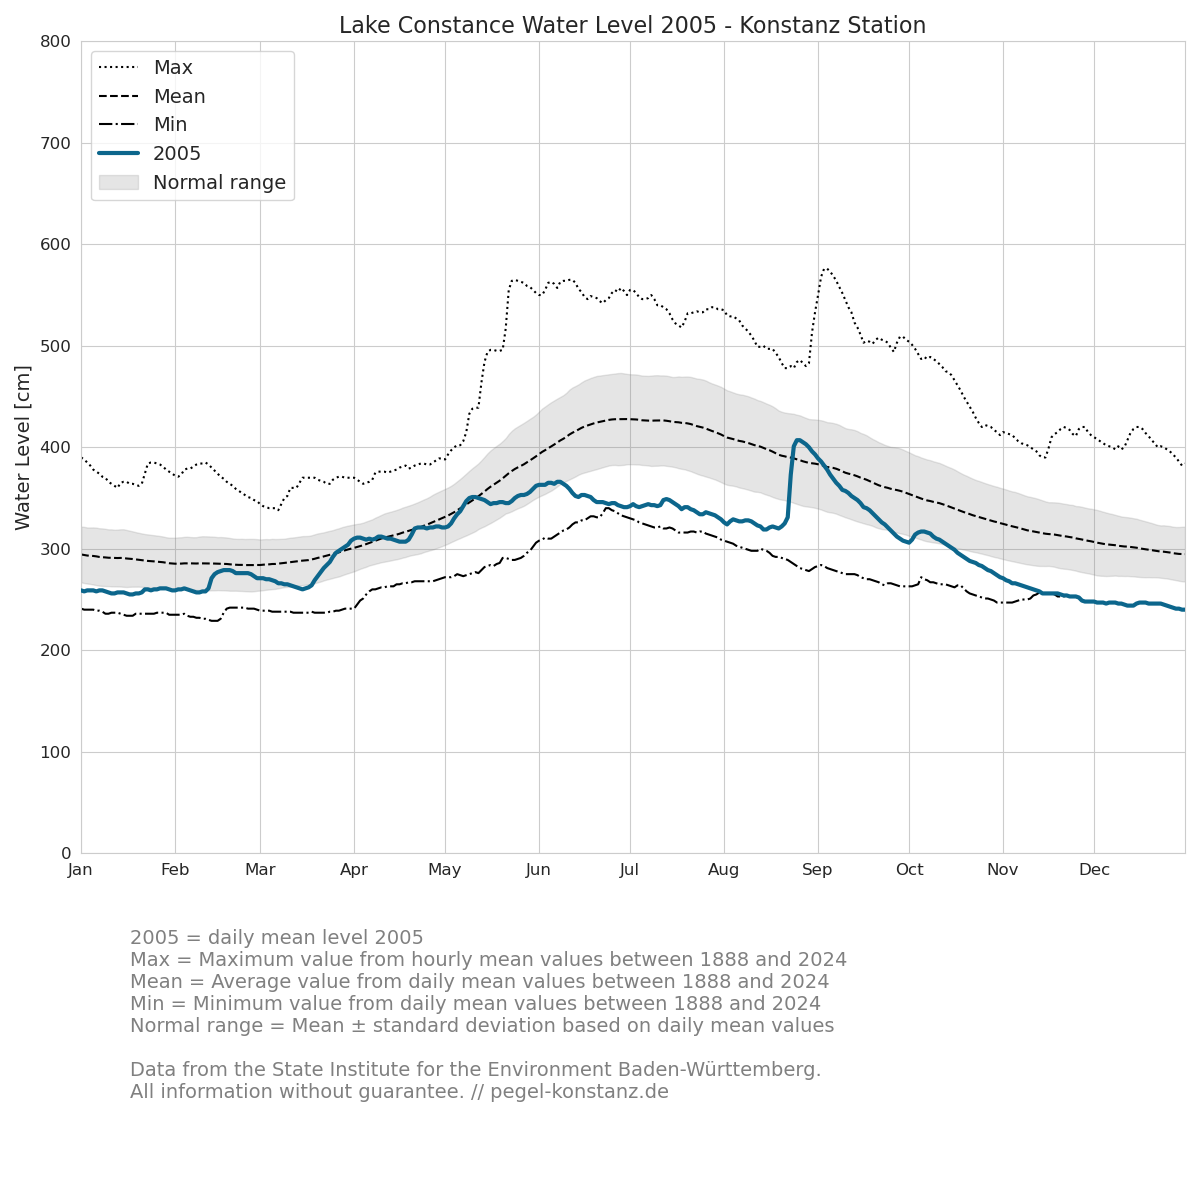 Lake Constance Water Level 2005 - Konstanz Station
Water Level [cm]
800
700
600
500
400
300
200
100
0
Max
Mean
Min
2005
Normal range
Jan Feb Mar Apr May Jun Jul Aug Sep Oct Nov Dec
2005 = daily mean level 2005
Max = Maximum value from hourly mean values between 1888 and 2024
Mean = Average value from daily mean values between 1888 and 2024
Min = Minimum value from daily mean values between 1888 and 2024
Normal range = Mean ± standard deviation based on daily mean values
Data from the State Institute for the Environment Baden-Württemberg.
All information without guarantee. // pegel-konstanz.de